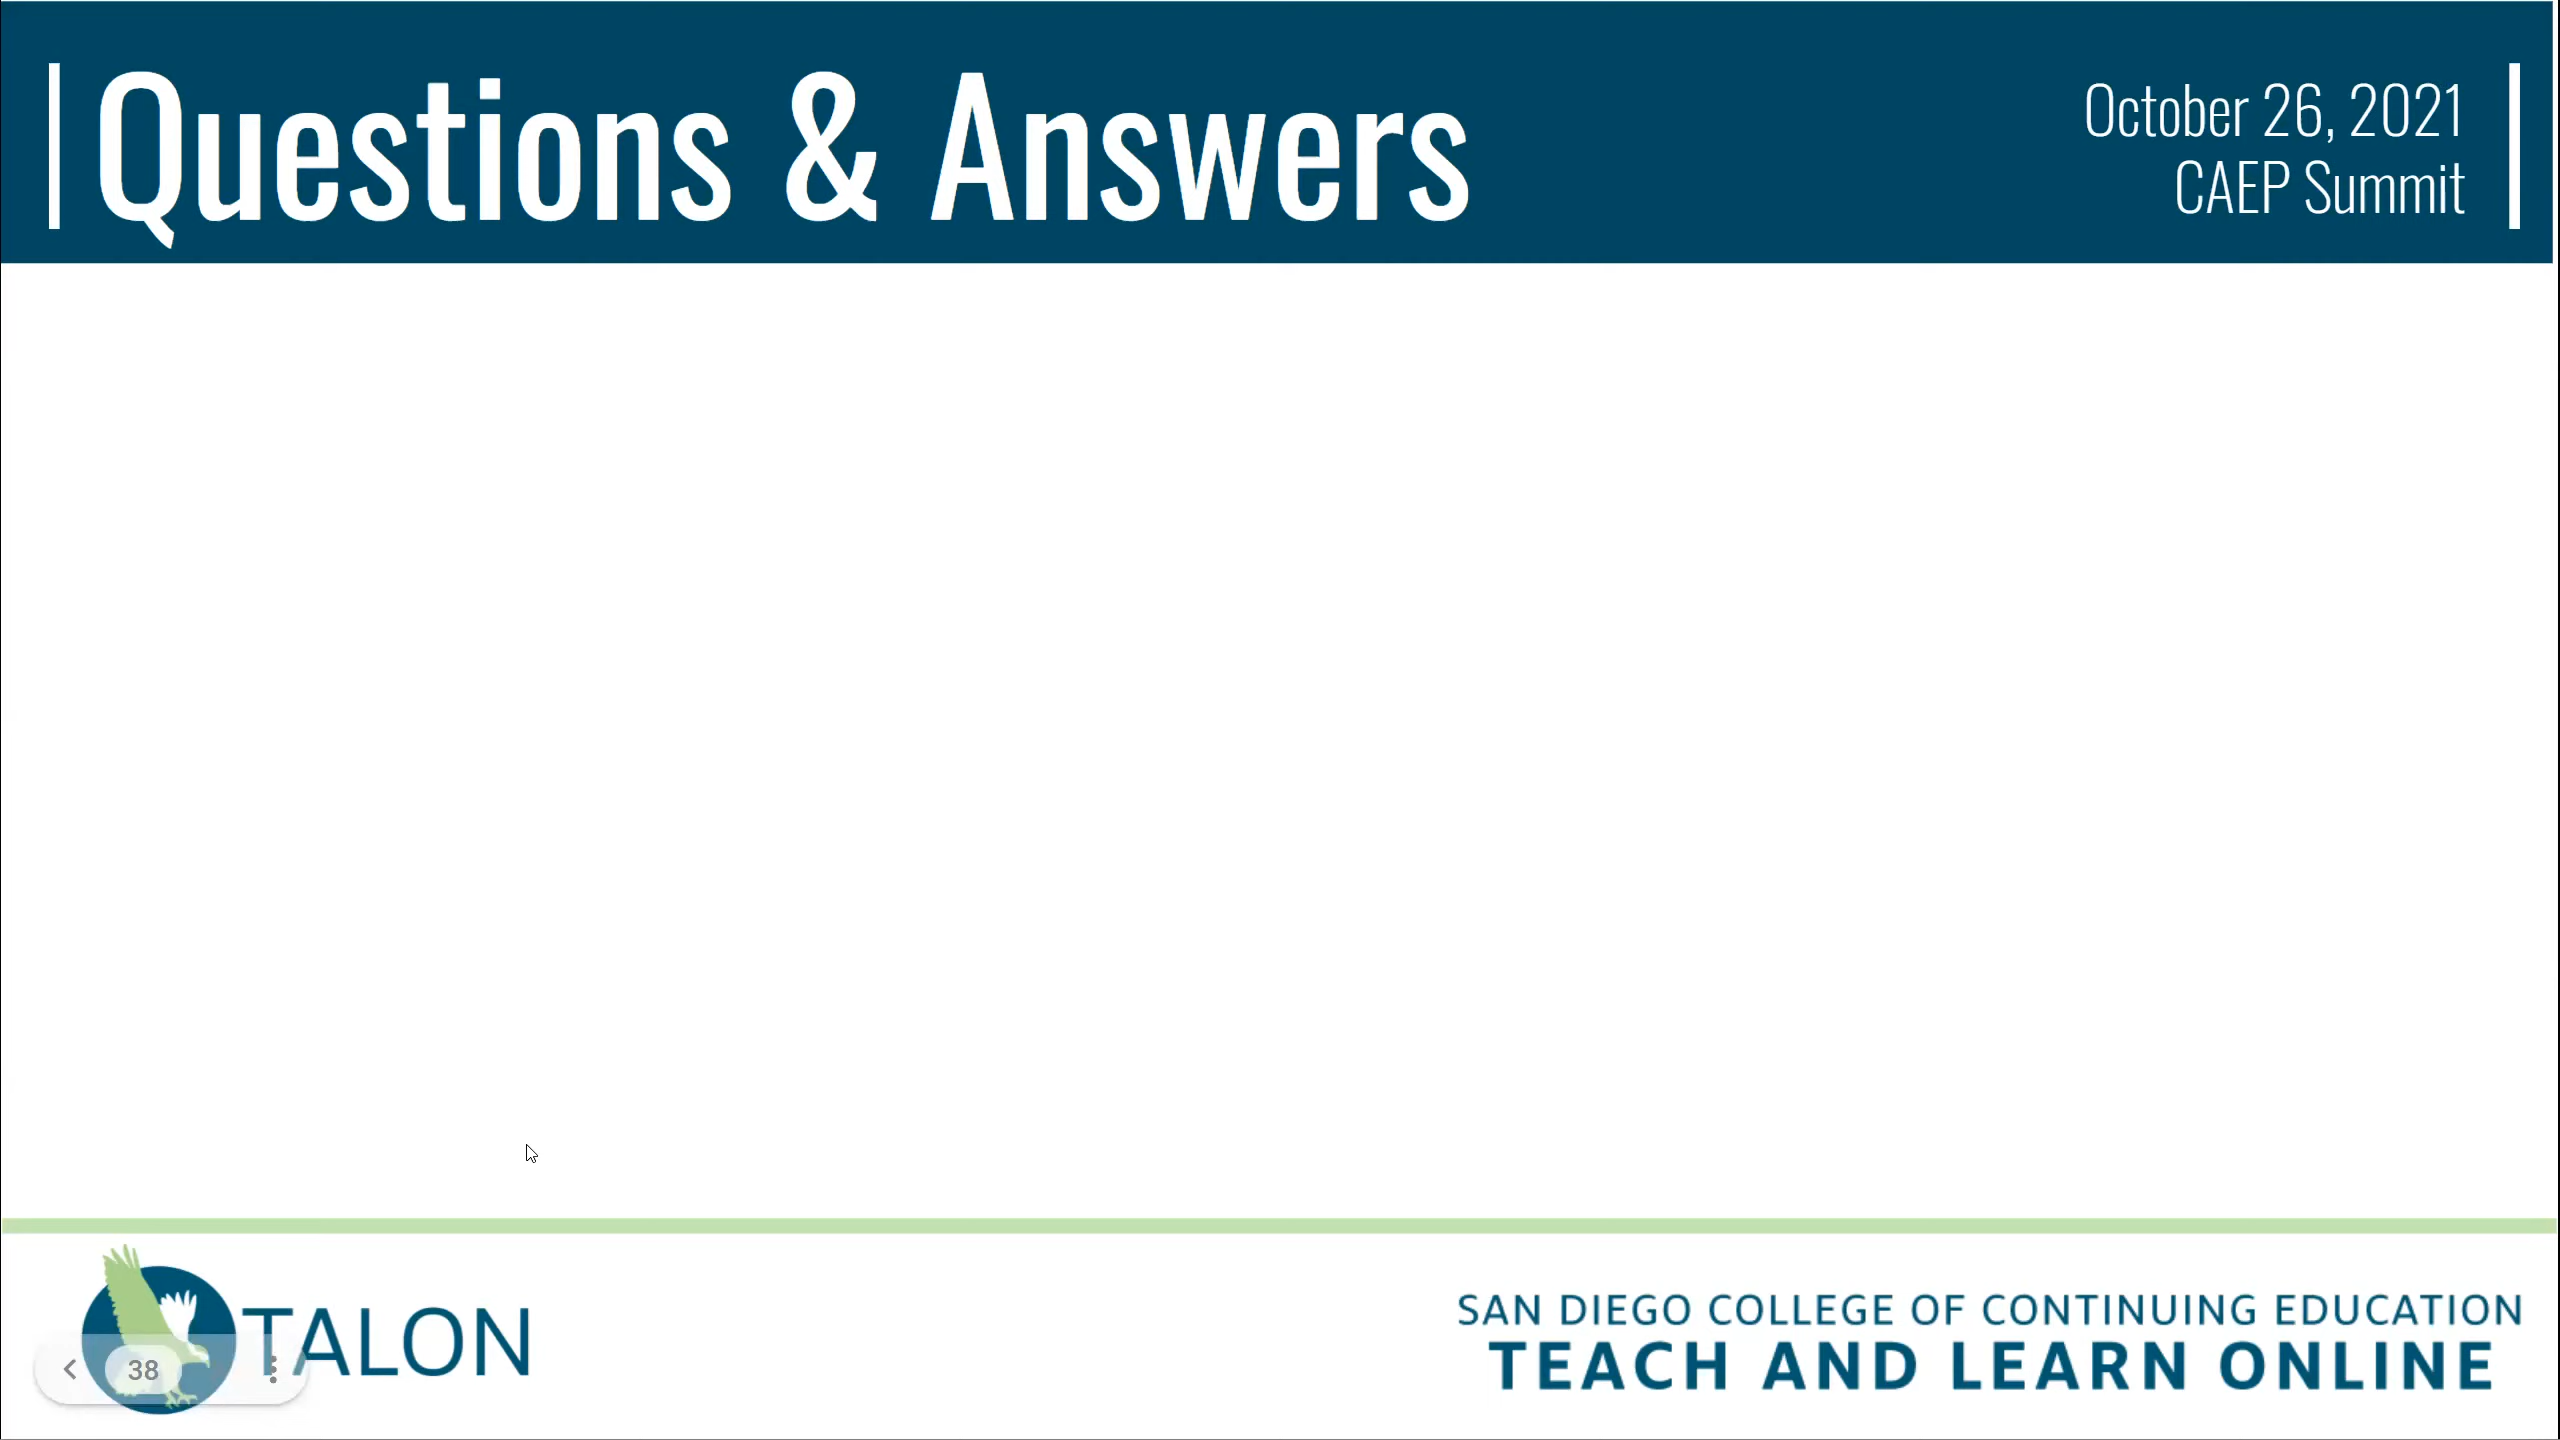 Questions & Answers
October 26, 2021
CAEP Summit
TALON
38
SAN DIEGO COLLEGE OF CONTINUING EDUCATION
TEACH AND LEARN ONLINE